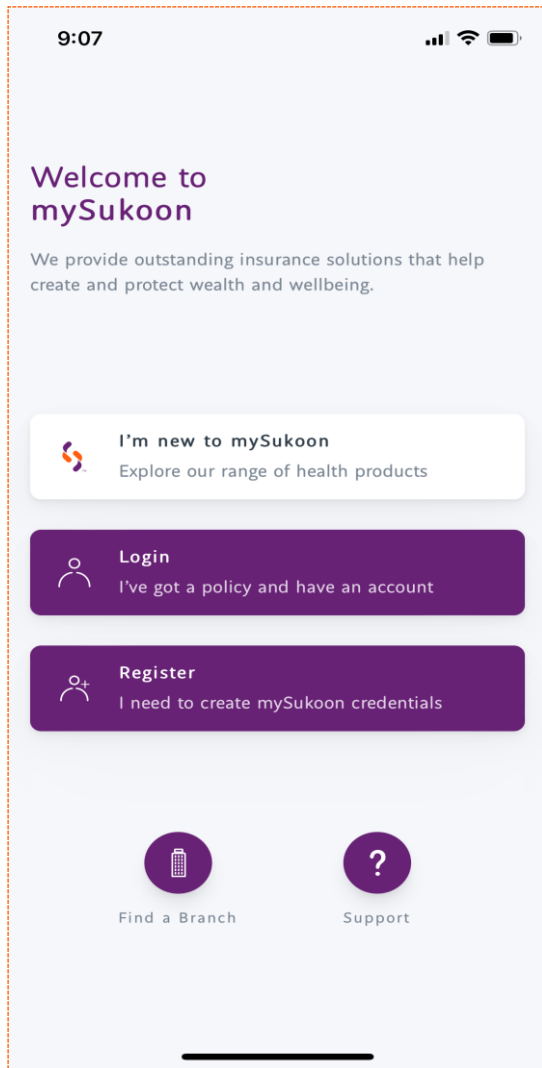 9:07
Welcome to
mySukoon
We provide outstanding insurance solutions that help
create and protect wealth and wellbeing.
I'm new to mySukoon
Explore our range of health products
Login
I've got a policy and have an account
Register
I need to create mySukoon credentials
?
Find a Branch
Support